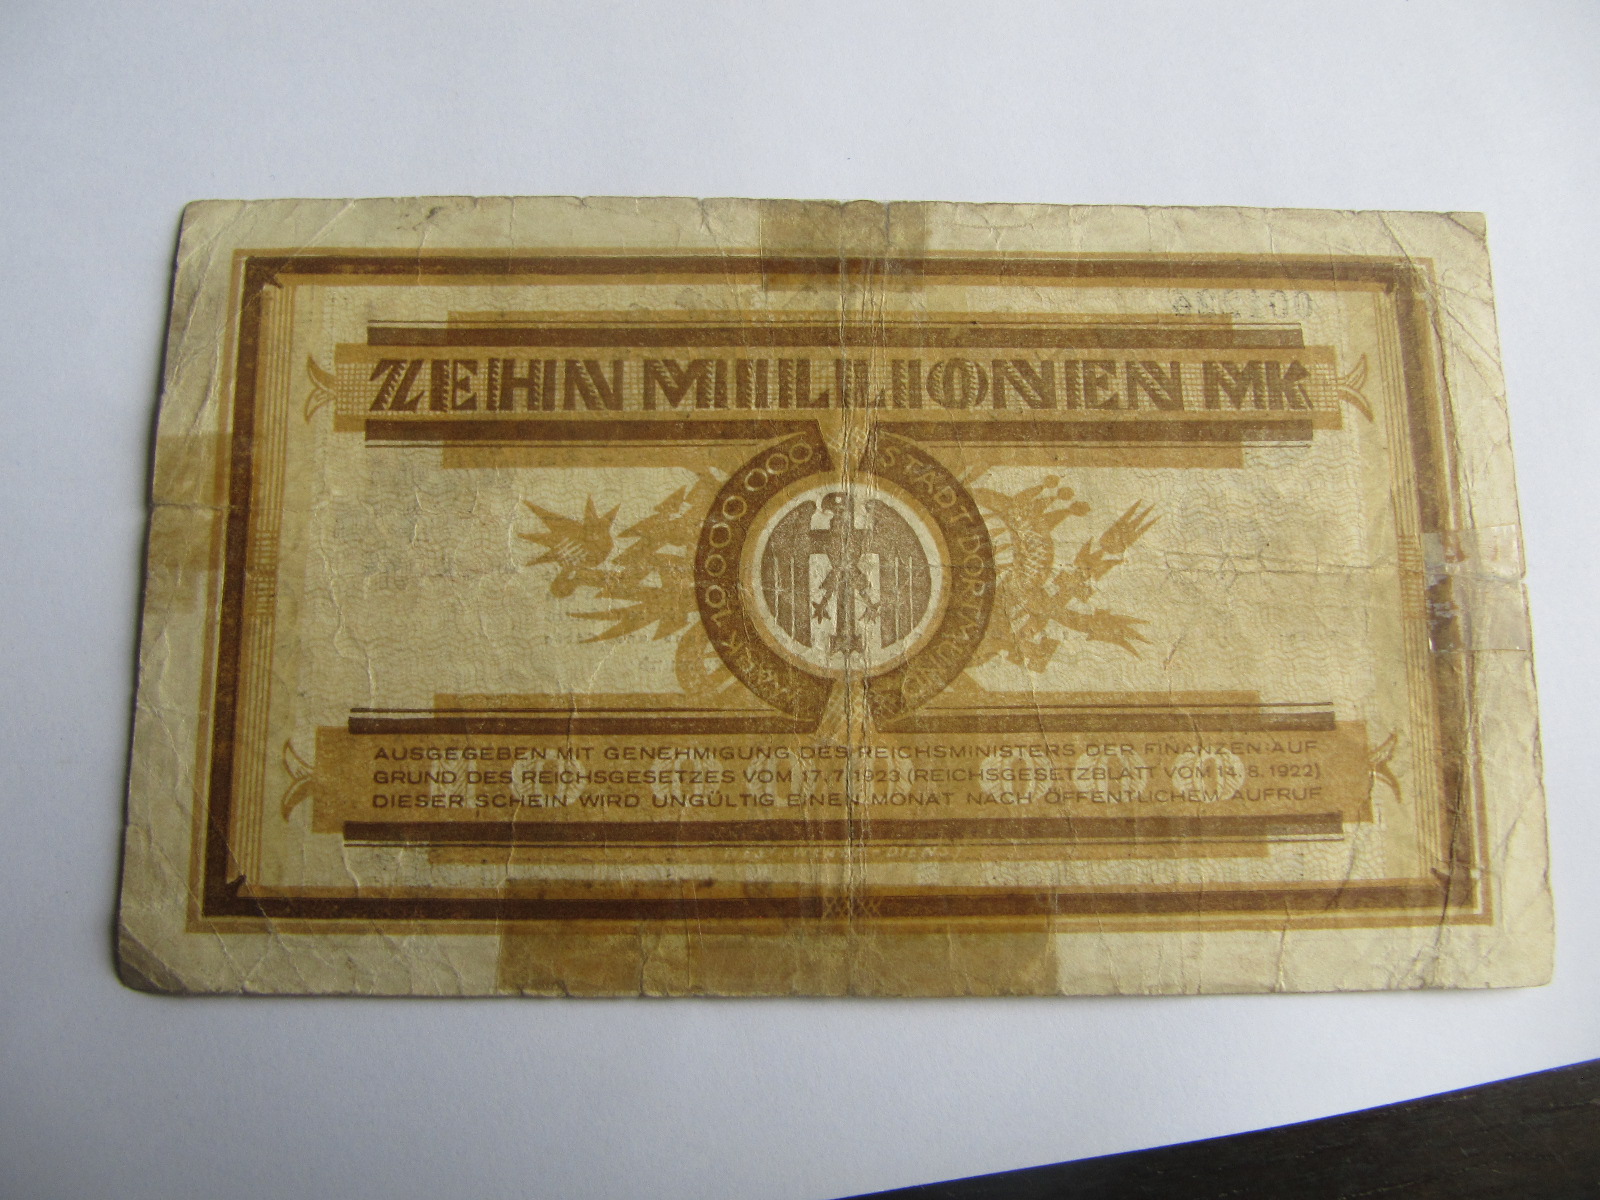 ZEHN MILLIONEN MK
MARK 10 000 000
STADT DORTMUND
AUSGEGEBEN MIT GENEHMIGUNG DES REICHSMINISTERS DER FINANZEN AUF
GRUND DES REICHSGESETZES VOM 17.7.1923 (REICHSGESETZBLATT VOM 14.8.1922)
DIESER SCHEIN WIRD UNGÜLTIG EINEN MONAT NACH ÖFFENTLICHEM AUFRUF